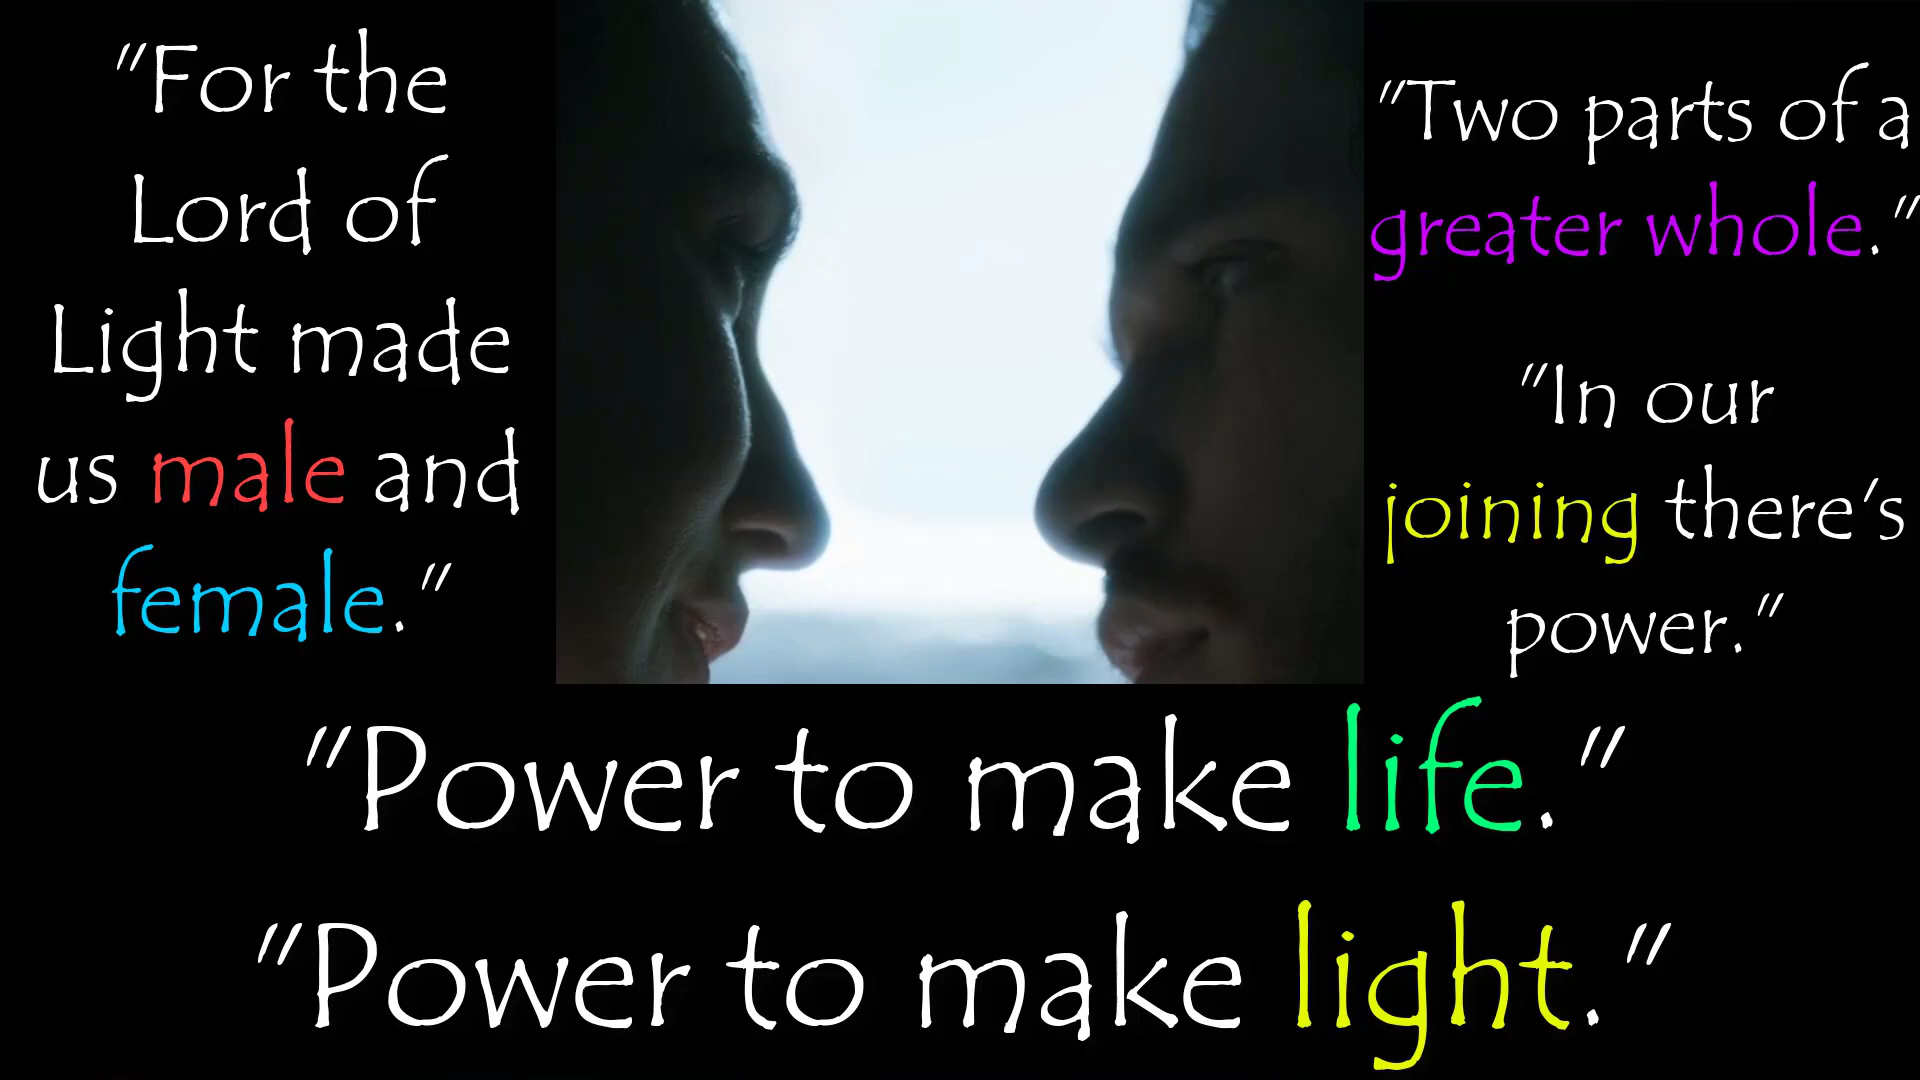 "For the
Lord of
Light made
us male and
female."
"Two parts of a
greater whole."
"In our
joining there's
power."
"Power to make life."
"Power to make light."